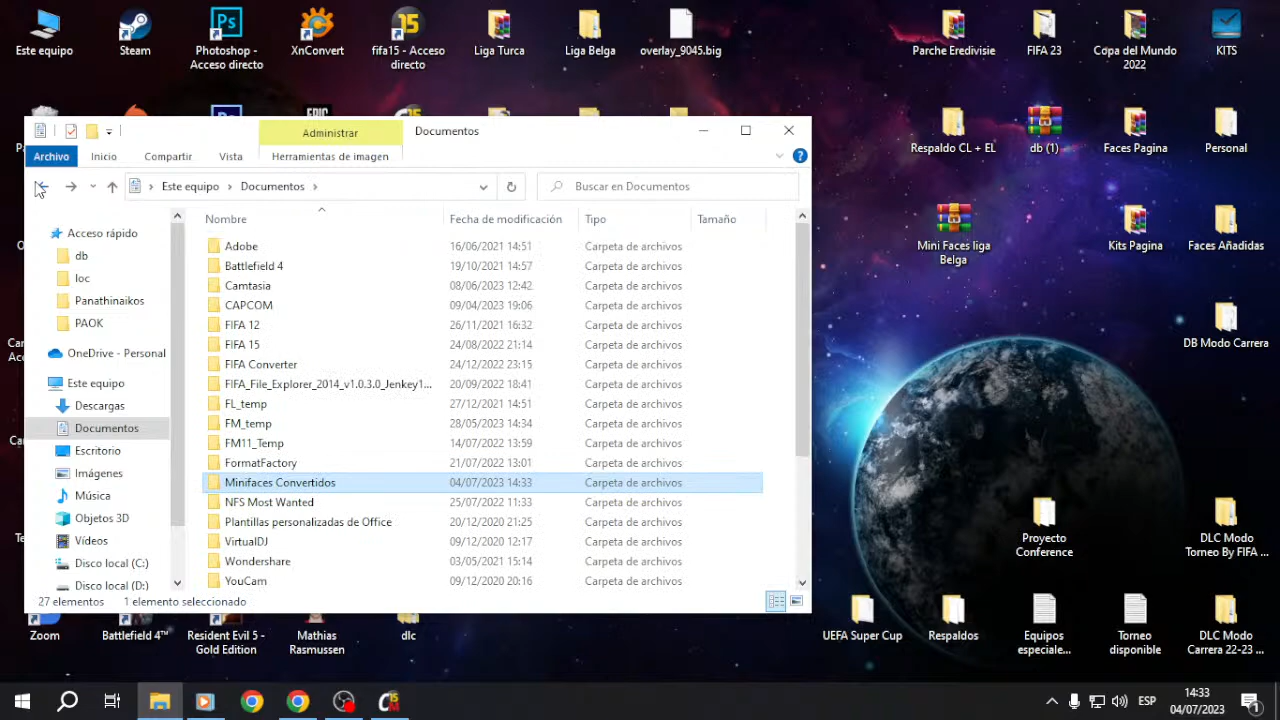 Este equipo
Steam
Photoshop -
Acceso directo
XnConvert
fifa15 - Acceso
directo
Liga Turca
Liga Belga
overlay_9045.big
Parche Eredivisie
FIFA 23
Copa del Mundo
2022
KITS
Administrar
Documentos
Archivo
Inicio
Compartir
Vista
Herramientas de imagen
Este equipo
Documentos
Buscar en Documentos
Nombre
Fecha de modificación
Tipo
Tamaño
Acceso rápido
db
loc
Panathinaikos
PAOK
OneDrive - Personal
Este equipo
Descargas
Documentos
Escritorio
Imágenes
Música
Objetos 3D
Vídeos
Disco local (C:)
Disco local (D:)
Adobe 16/06/2021 14:51 Carpeta de archivos
Battlefield 4 19/10/2021 14:57 Carpeta de archivos
Camtasia 08/06/2023 12:42 Carpeta de archivos
CAPCOM 09/04/2023 19:06 Carpeta de archivos
FIFA 12 26/11/2021 16:32 Carpeta de archivos
FIFA 15 24/08/2022 21:14 Carpeta de archivos
FIFA Converter 24/12/2022 23:15 Carpeta de archivos
FIFA_File_Explorer_2014_v1.0.3.0_Jenkey1... 20/09/2022 18:41 Carpeta de archivos
FL_temp 27/12/2021 14:51 Carpeta de archivos
FM_temp 28/05/2023 14:34 Carpeta de archivos
FM11_Temp 14/07/2022 13:59 Carpeta de archivos
FormatFactory 21/07/2022 13:01 Carpeta de archivos
Minifaces Convertidos 04/07/2023 14:33 Carpeta de archivos
NFS Most Wanted 25/07/2022 11:33 Carpeta de archivos
Plantillas personalizadas de Office 20/12/2020 21:25 Carpeta de archivos
VirtualDJ 09/12/2020 12:17 Carpeta de archivos
Wondershare 03/05/2021 15:14 Carpeta de archivos
YouCam 09/12/2020 20:16 Carpeta de archivos
27 elementos
1 elemento seleccionado
Respaldo CL + EL
db (1)
Faces Pagina
Personal
Mini Faces liga
Belga
Kits Pagina
Faces Añadidas
DB Modo Carrera
Proyecto
Conference
DLC Modo
Torneo By FIFA ...
Zoom
Battlefield 4™
Resident Evil 5 -
Gold Edition
Mathias
Rasmussen
dlc
UEFA Super Cup
Respaldos
Equipos
especiale...
Torneo
disponible
DLC Modo
Carrera 22-23 ...
ESP
14:33
04/07/2023
1